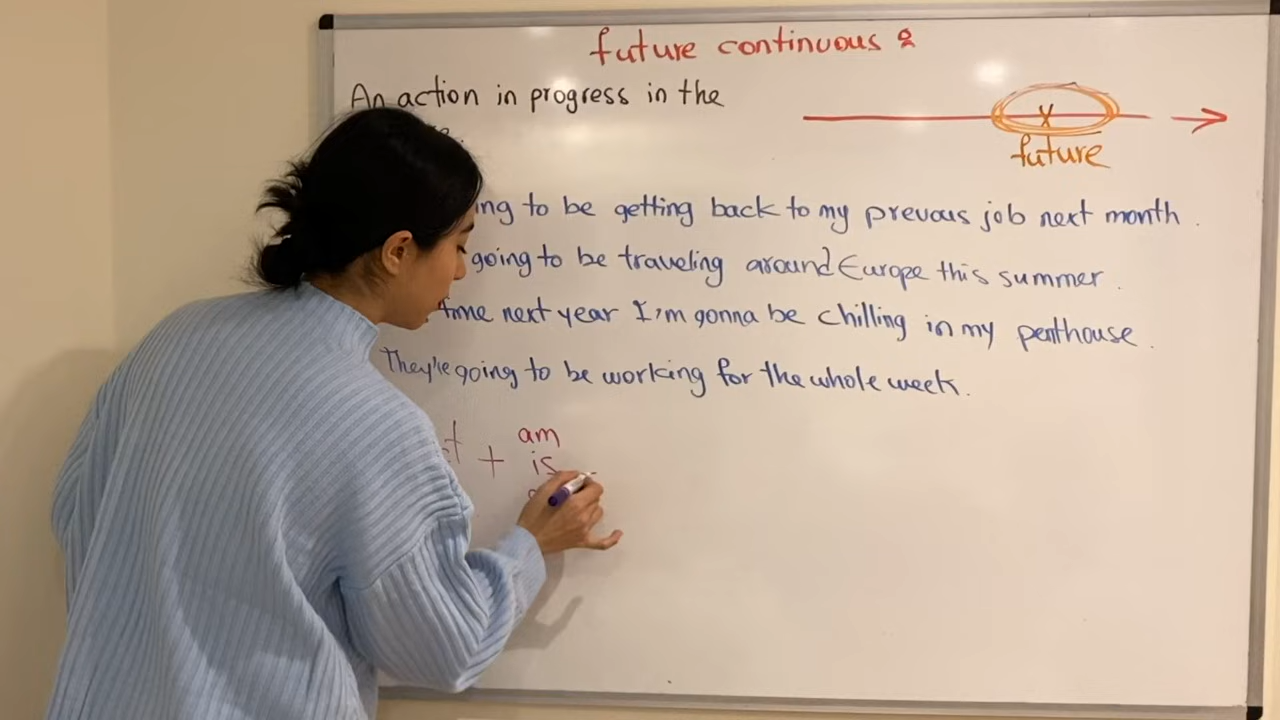 future continuous :
An action in progress in the
future
ing to be getting back to my prevous job next month .
going to be traveling around Europe this summer .
time next year I'm gonna be chilling in my penthouse .
They're going to be working for the whole week.
+ am
is